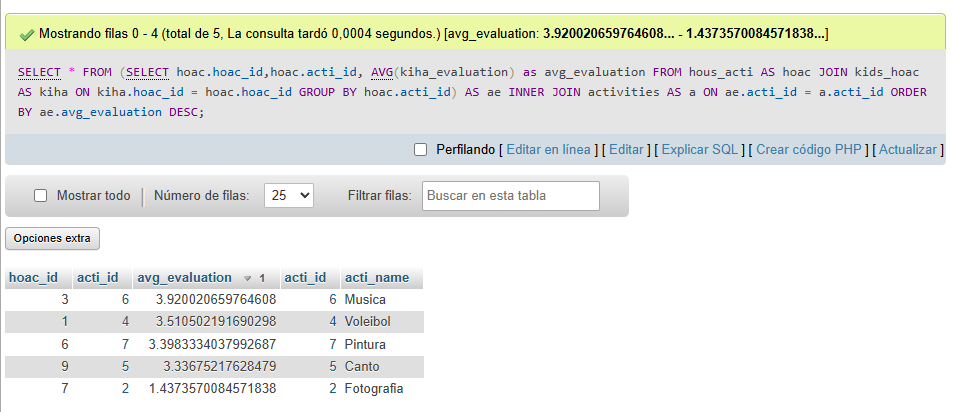 Mostrando filas 0 - 4 (total de 5, La consulta tardó 0,0004 segundos.) [avg_evaluation: 3.920020659764608... - 1.4373570084571838...]
SELECT * FROM (SELECT hoac.hoac_id,hoac.acti_id, AVG(kiha_evaluation) as avg_evaluation FROM hous_acti AS hoac JOIN kids_hoac
AS kiha ON kiha.hoac_id = hoac.hoac_id GROUP BY hoac.acti_id) AS ae INNER JOIN activities AS a ON ae.acti_id = a.acti_id ORDER
BY ae.avg_evaluation DESC;
Perfilando [ Editar en línea ] [ Editar ] [ Explicar SQL ] [ Crear código PHP ] [ Actualizar ]
Mostrar todo Número de filas: 25 Filtrar filas: Buscar en esta tabla
Opciones extra
hoac_id acti_id avg_evaluation 1 acti_id acti_name
3 6 3.920020659764608 6 Musica
1 4 3.510502191690298 4 Voleibol
6 7 3.3983334037992687 7 Pintura
9 5 3.33675217628479 5 Canto
7 2 1.4373570084571838 2 Fotografia